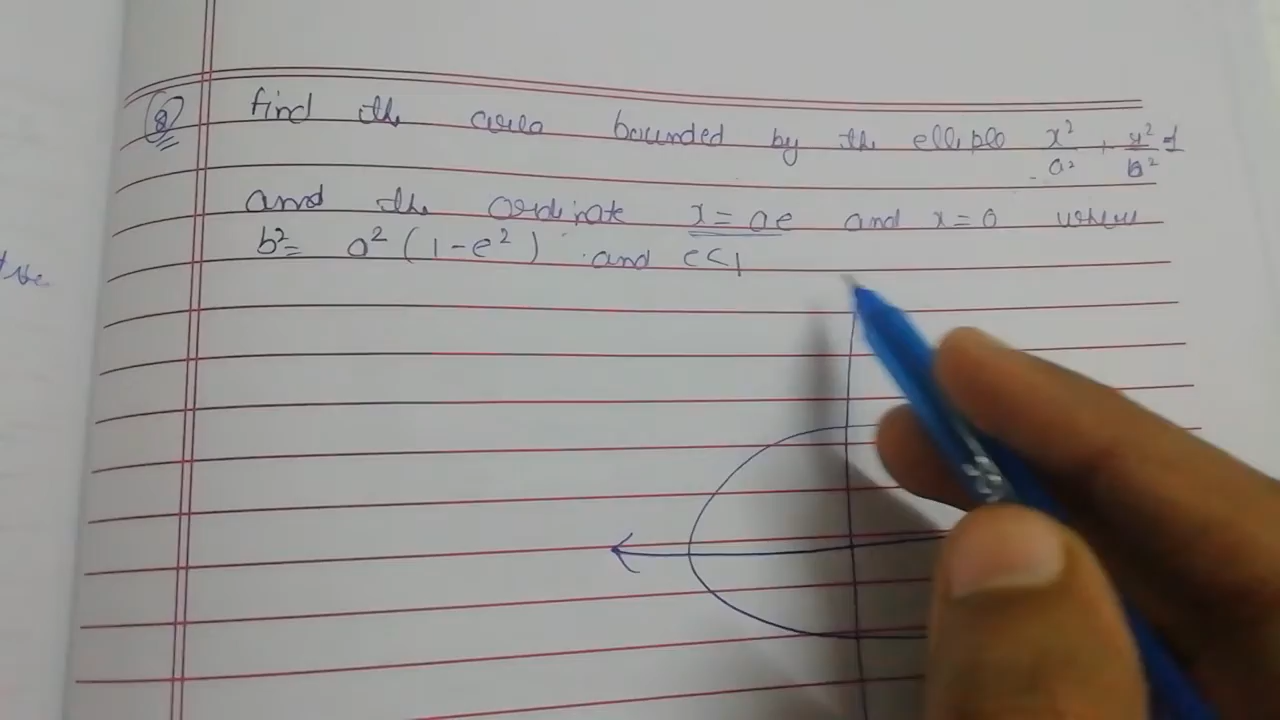 8) find the area bounded by the ellipse x²/a² + y²/b² = 1
and the ordinate x = ae and x = 0 where
b² = a² (1 - e²) and e < 1